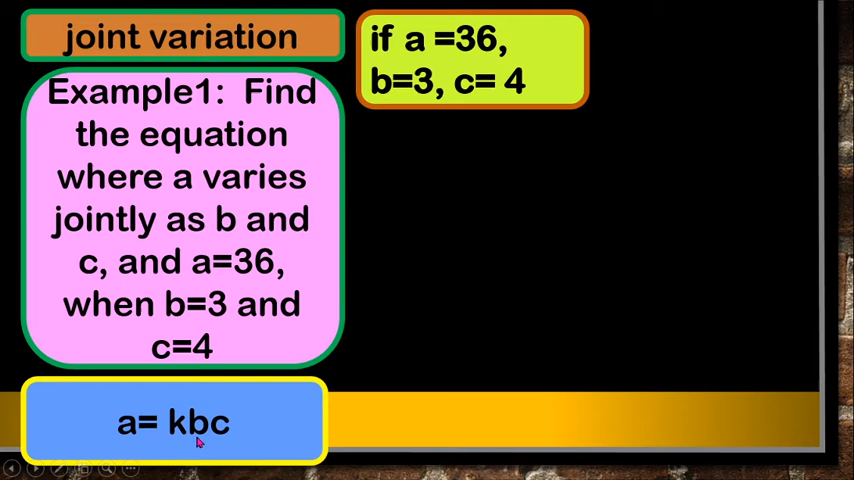 joint variation
if a =36,
b=3, c= 4
Example1:  Find
the equation
where a varies
jointly as b and
c, and a=36,
when b=3 and
c=4
a= kbc